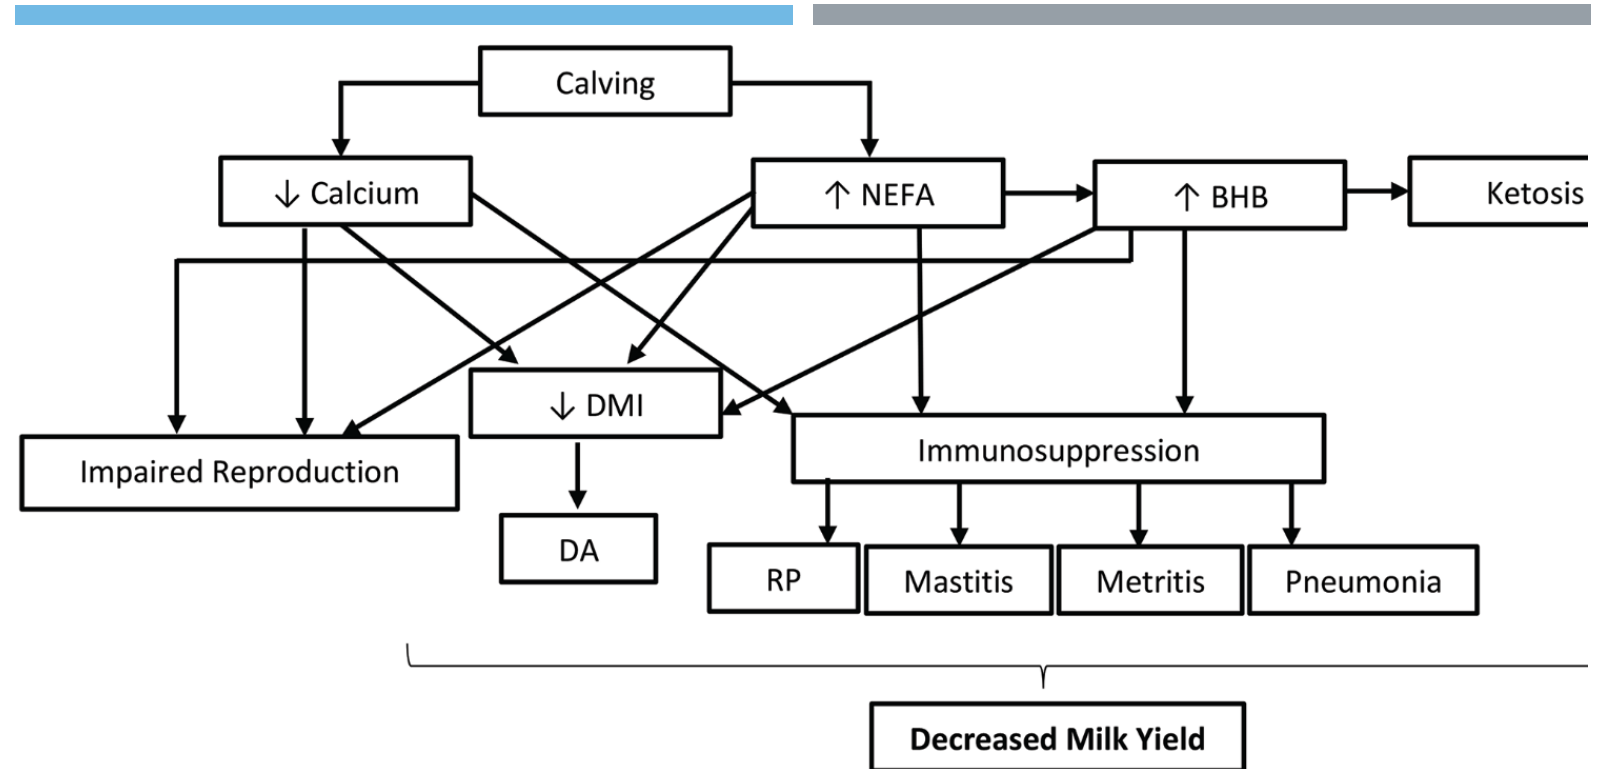 Calving
↓ Calcium
↑ NEFA
↑ BHB
Ketosis
↓ DMI
Impaired Reproduction
Immunosuppression
DA
RP
Mastitis
Metritis
Pneumonia
Decreased Milk Yield